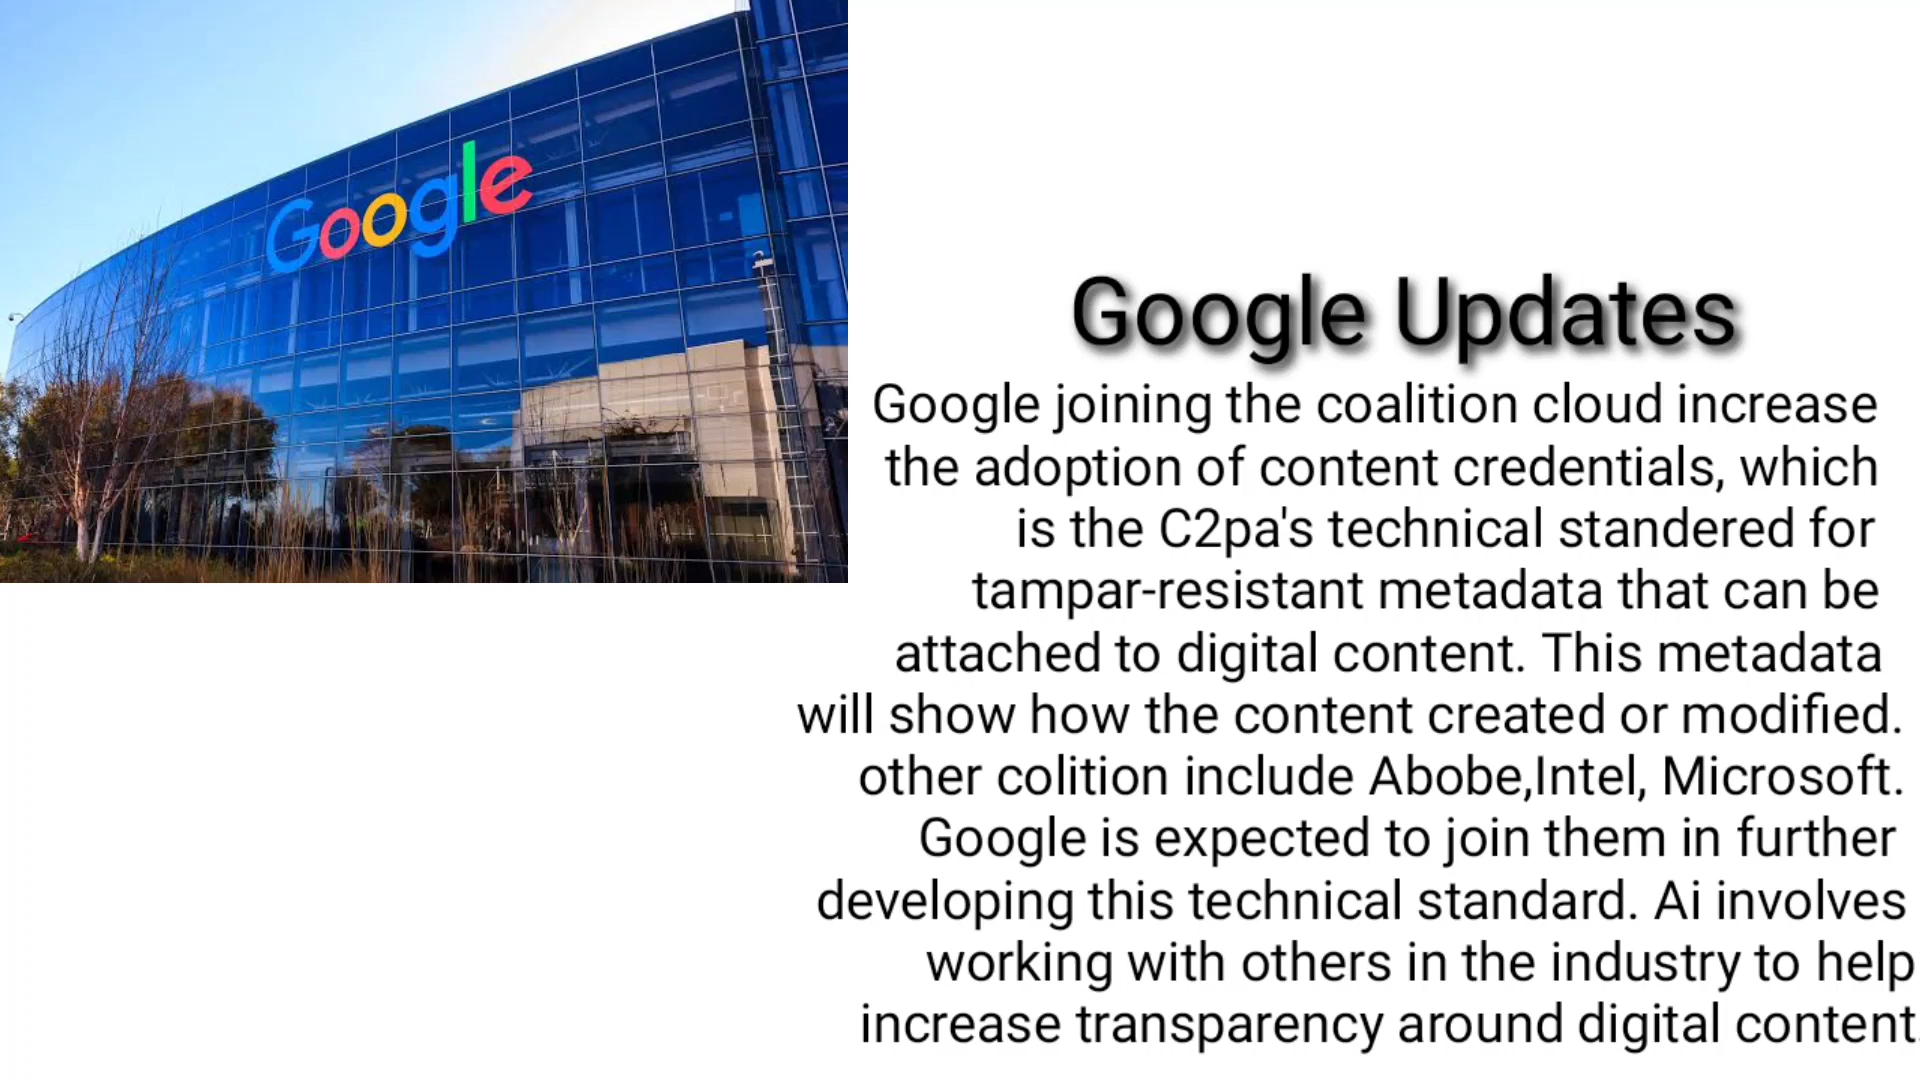 Google
Google Updates
Google joining the coalition cloud increase
the adoption of content credentials, which
is the C2pa's technical standered for
tampar-resistant metadata that can be
attached to digital content. This metadata
will show how the content created or modified.
other colition include Abobe,Intel, Microsoft.
Google is expected to join them in further
developing this technical standard. Ai involves
working with others in the industry to help
increase transparency around digital content.